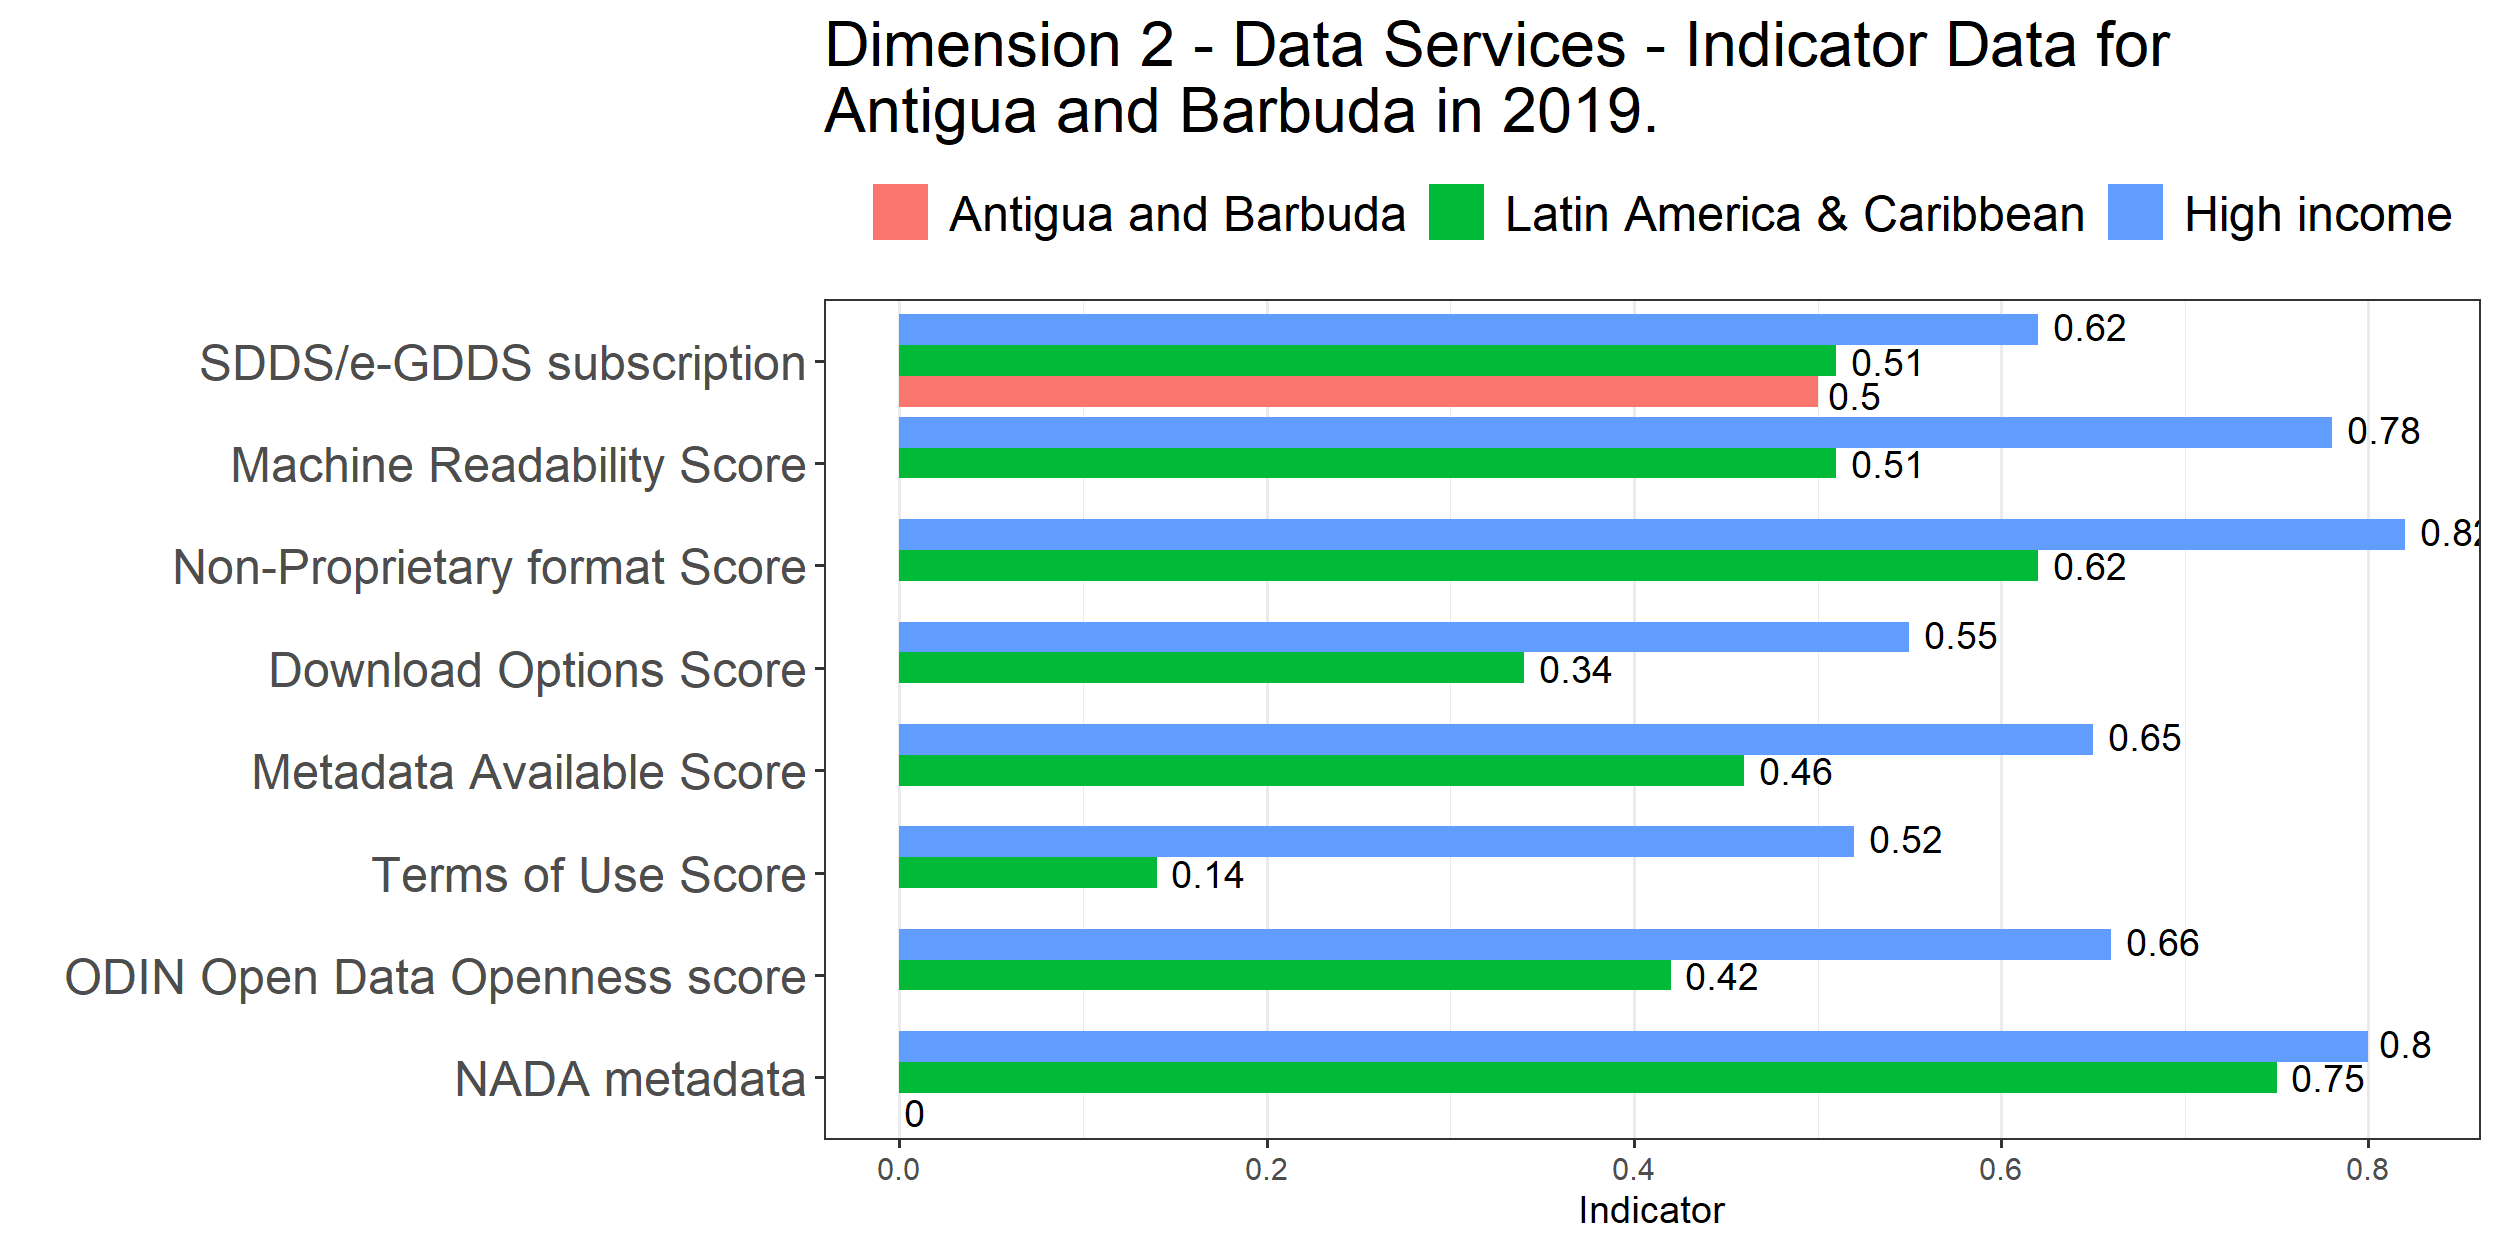 Dimension 2 - Data Services - Indicator Data for
Antigua and Barbuda in 2019.
Antigua and Barbuda
Latin America & Caribbean
High income
SDDS/e-GDDS subscription
0.62
0.51
0.5
Machine Readability Score
0.78
0.51
Non-Proprietary format Score
0.82
0.62
Download Options Score
0.55
0.34
Metadata Available Score
0.65
0.46
Terms of Use Score
0.52
0.14
ODIN Open Data Openness score
0.66
0.42
NADA metadata
0.8
0.75
0
0.0 0.2 0.4 0.6 0.8
Indicator